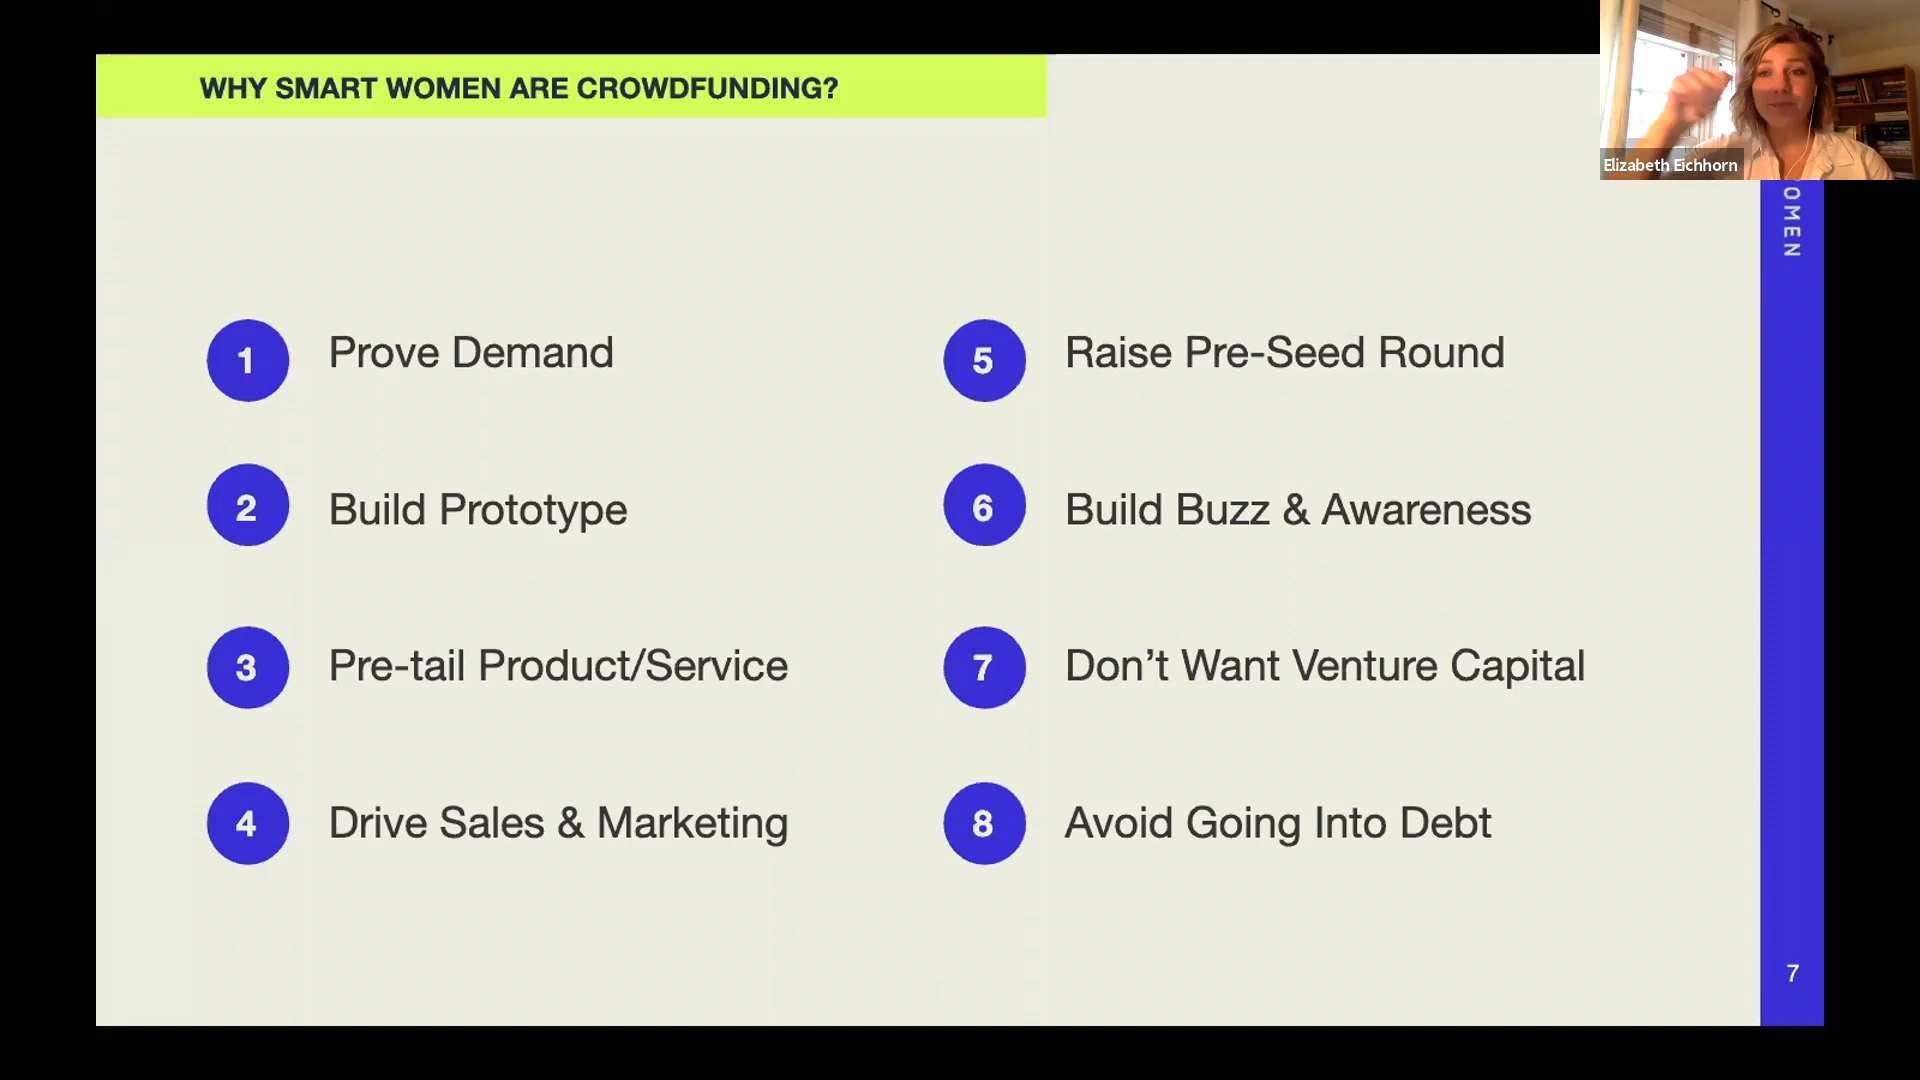 WHY SMART WOMEN ARE CROWDFUNDING?
Elizabeth Eichhorn
1 Prove Demand
2 Build Prototype
3 Pre-tail Product/Service
4 Drive Sales & Marketing
5 Raise Pre-Seed Round
6 Build Buzz & Awareness
7 Don’t Want Venture Capital
8 Avoid Going Into Debt
OMEN
7